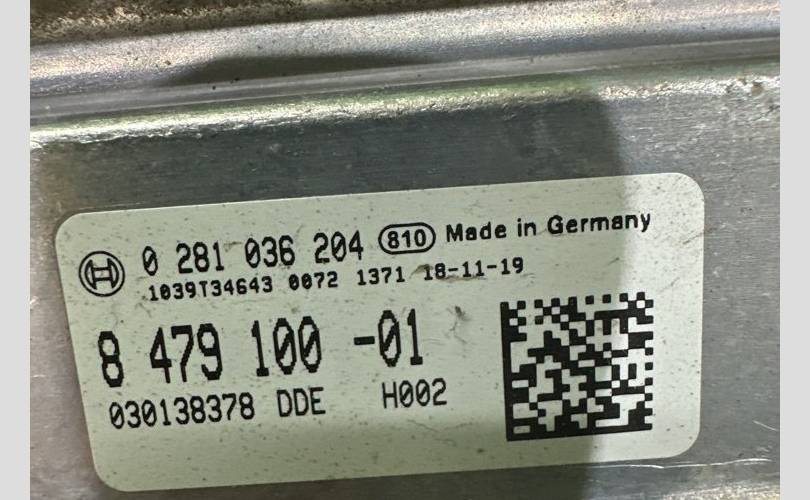 0 281 036 204 810 Made in Germany
1039T34643 0072 1371 18-11-19
8 479 100 -01
030138378 DDE H002